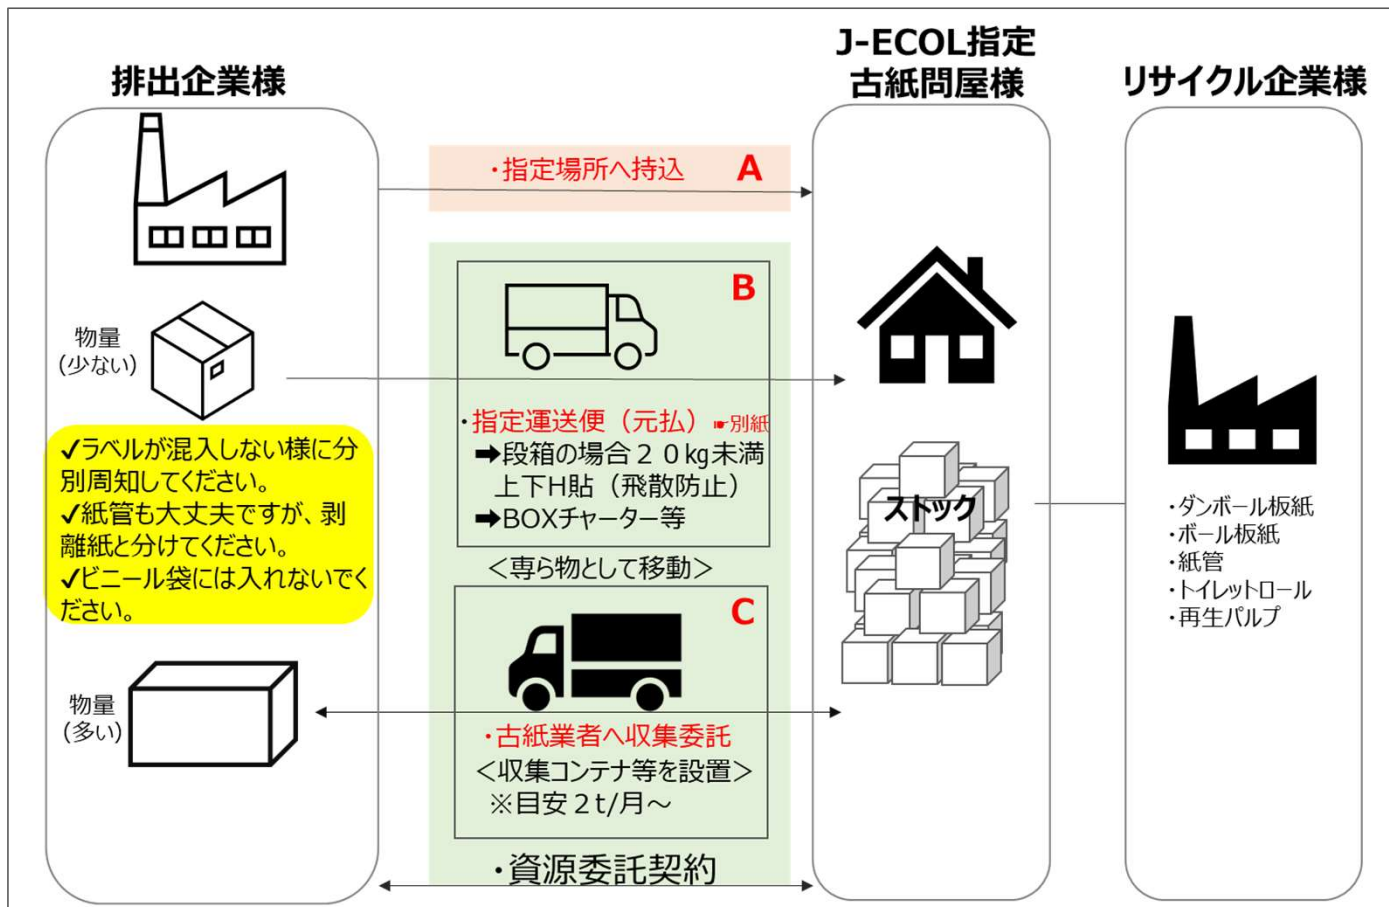 排出企業様
J-ECOL指定
古紙問屋様
リサイクル企業様
・指定場所へ持込
A
物量
(少ない)
✓ラベルが混入しない様に分
別周知してください。
✓紙管も大丈夫ですが、剥
離紙と分けてください。
✓ビニール袋には入れないでく
ださい。
物量
(多い)
B
・指定運送便（元払）☛別紙
➡段箱の場合２０kg未満
上下H貼（飛散防止）
➡BOXチャーター等
＜専ら物として移動＞
C
・古紙業者へ収集委託
＜収集コンテナ等を設置＞
※目安２t/月～
・資源委託契約
ストック
・ダンボール板紙
・ボール板紙
・紙管
・トイレットロール
・再生パルプ